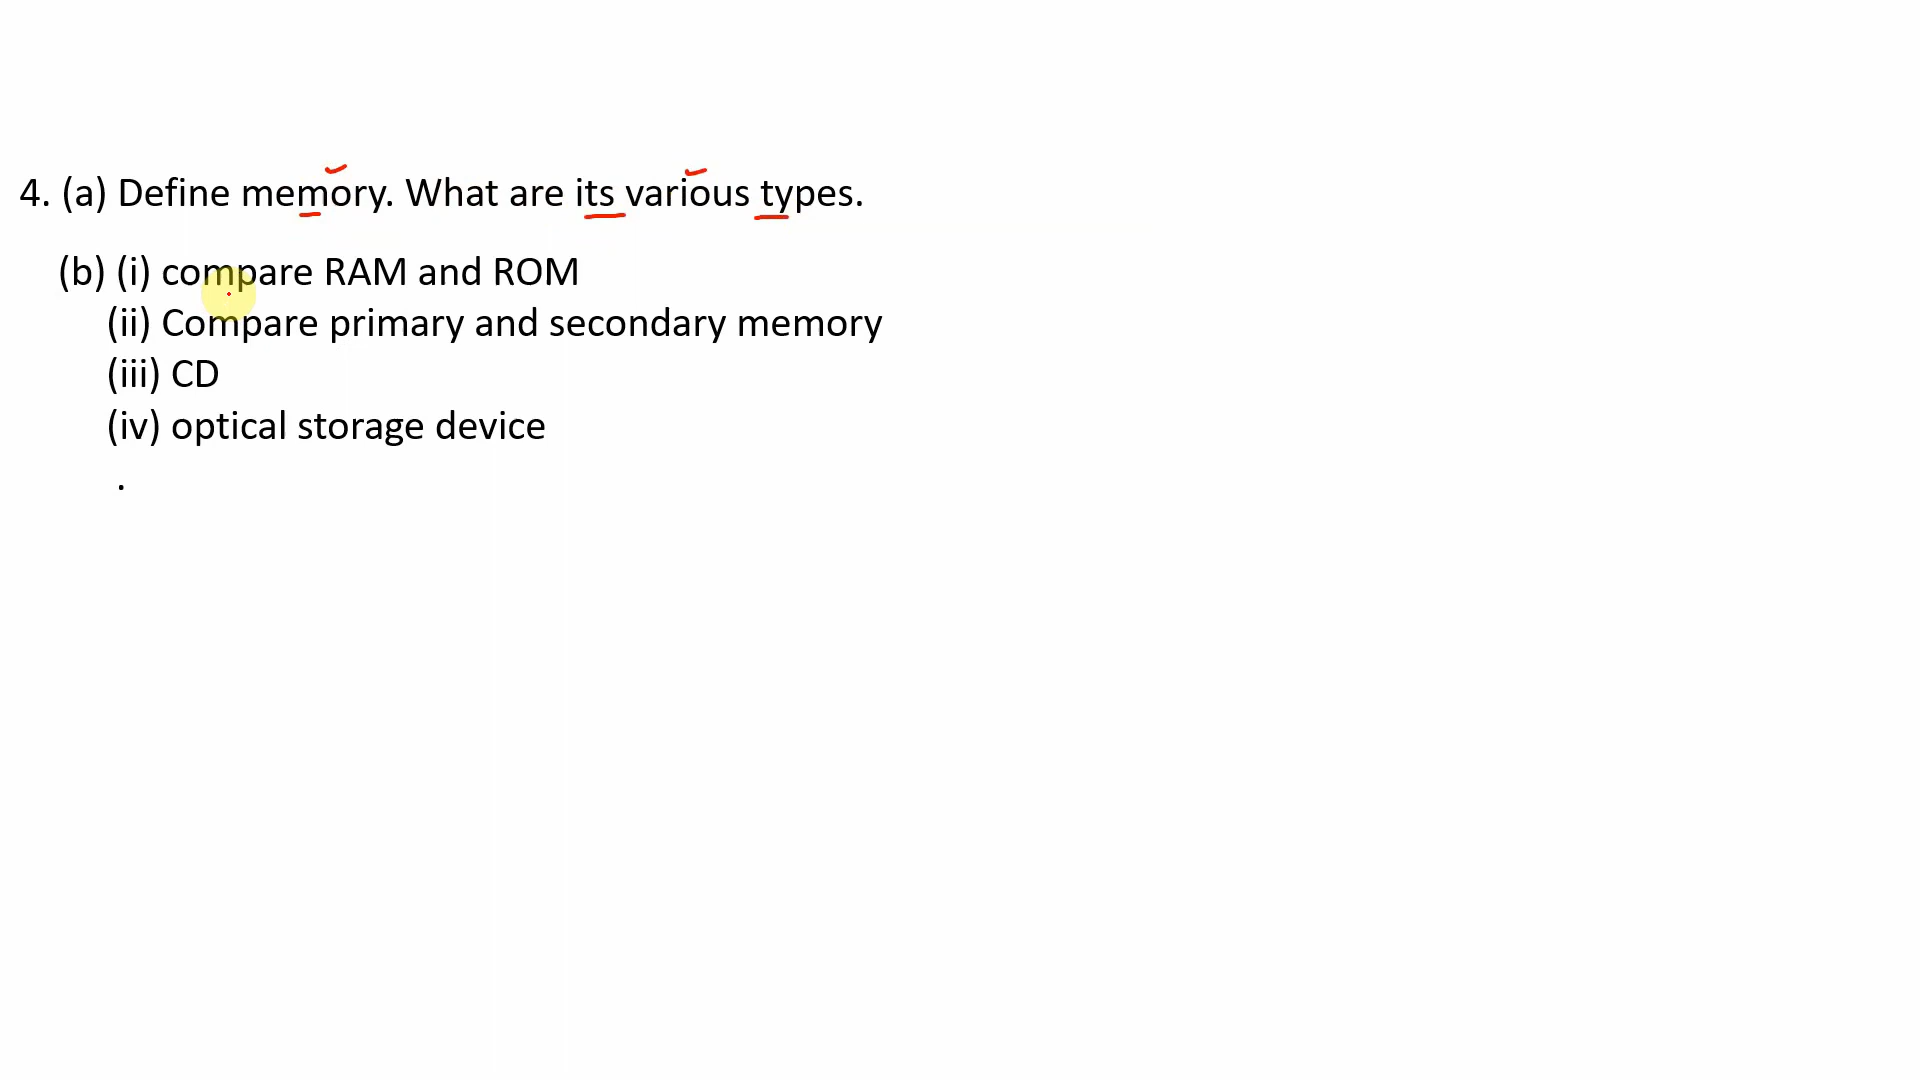 4. (a) Define memory. What are its various types.
(b) (i) compare RAM and ROM
(ii) Compare primary and secondary memory
(iii) CD
(iv) optical storage device
.